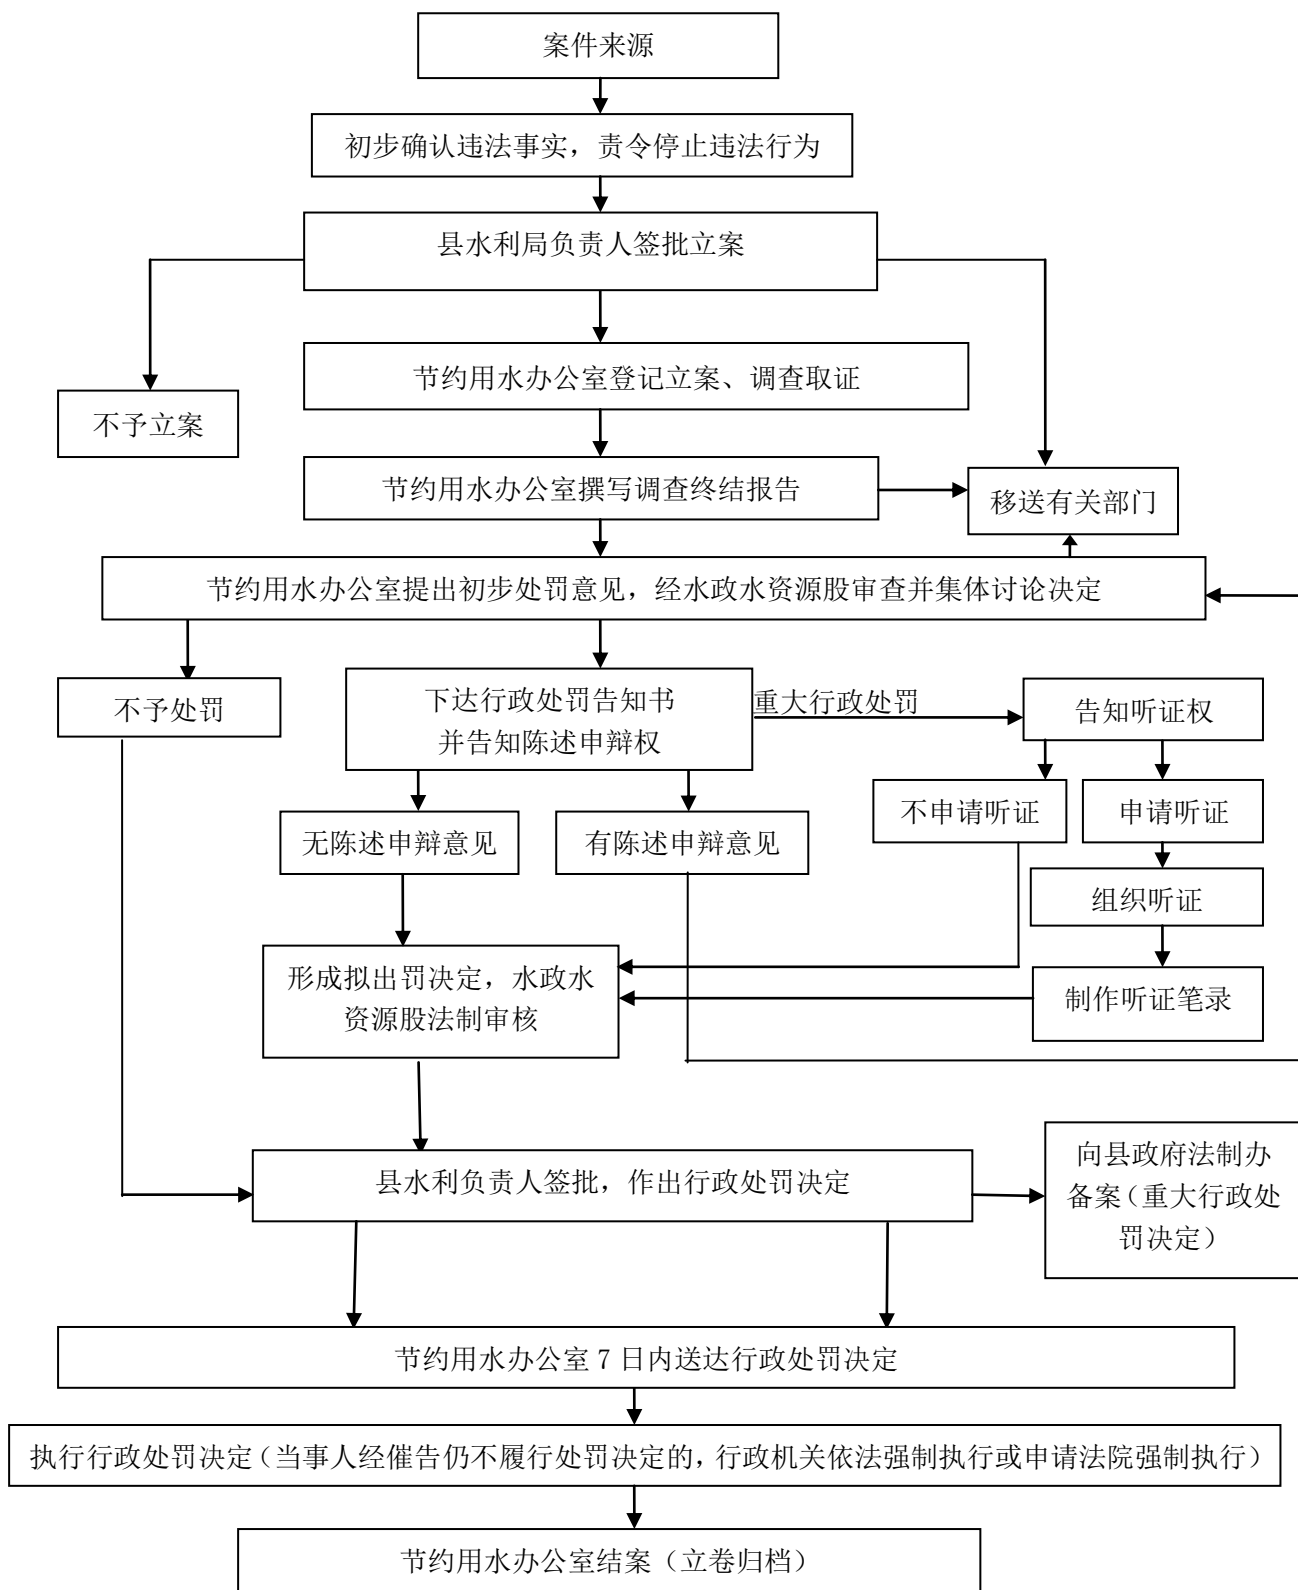 案件来源
初步确认违法事实，责令停止违法行为
县水利局负责人签批立案
节约用水办公室登记立案、调查取证
不予立案
节约用水办公室撰写调查终结报告
移送有关部门
节约用水办公室提出初步处罚意见，经水政水资源股审查并集体讨论决定
不予处罚
下达行政处罚告知书
并告知陈述申辩权
重大行政处罚
告知听证权
不申请听证
申请听证
无陈述申辩意见
有陈述申辩意见
组织听证
形成拟出罚决定，水政水
资源股法制审核
制作听证笔录
县水利负责人签批，作出行政处罚决定
向县政府法制办
备案（重大行政处
罚决定）
节约用水办公室 7 日内送达行政处罚决定
执行行政处罚决定（当事人经催告仍不履行处罚决定的，行政机关依法强制执行或申请法院强制执行）
节约用水办公室结案（立卷归档）